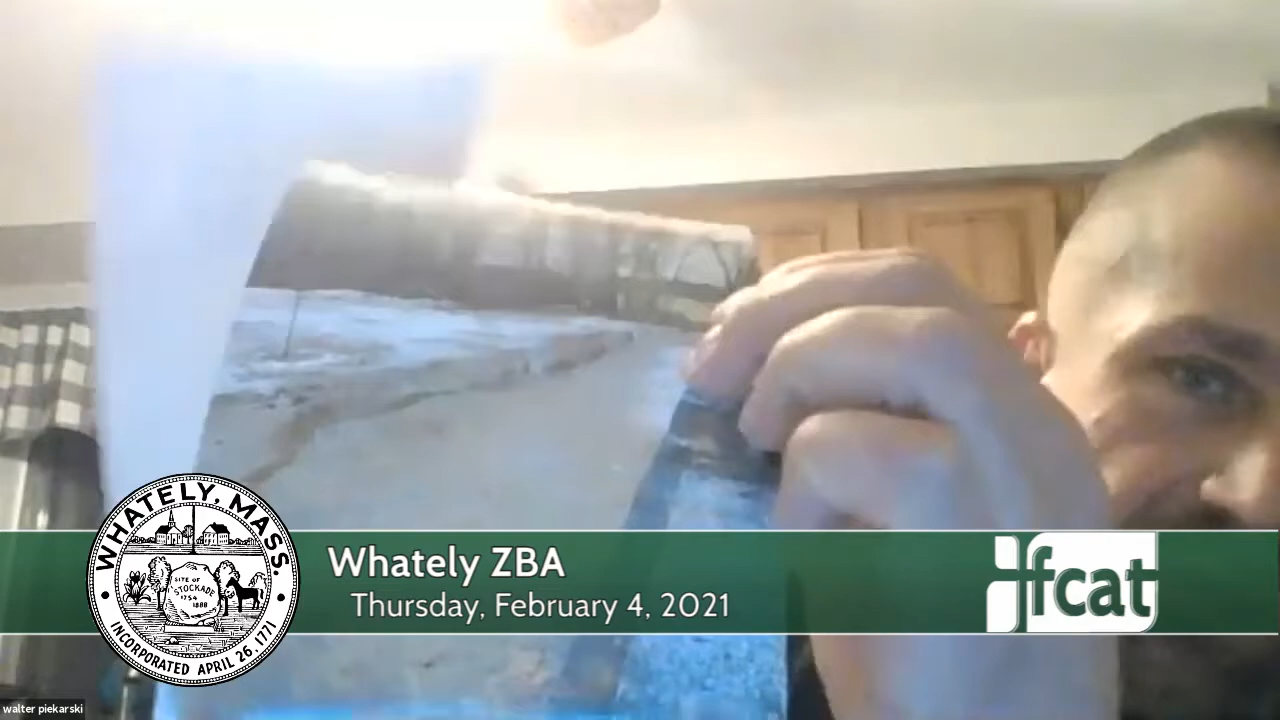 WHATELY, MASS.
SITE OF
STOCKADE
1754
1888
INCORPORATED APRIL 26, 1771
Whately ZBA
Thursday, February 4, 2021
fcat
walter piekarski